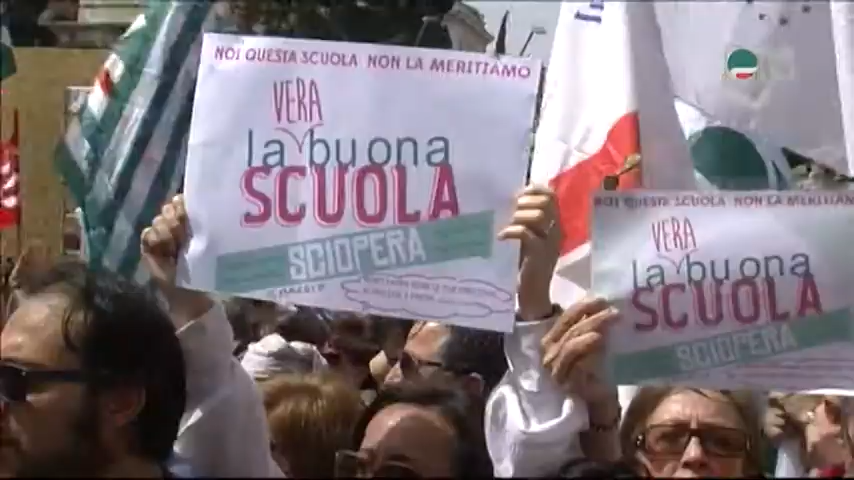 NOI QUESTA SCUOLA NON LA MERITIAMO
VERA
la buona
SCUOLA
SCIOPERA
NOI QUESTA SCUOLA NON LA MERITIAMO
VERA
la buona
SCUOLA
SCIOPERA